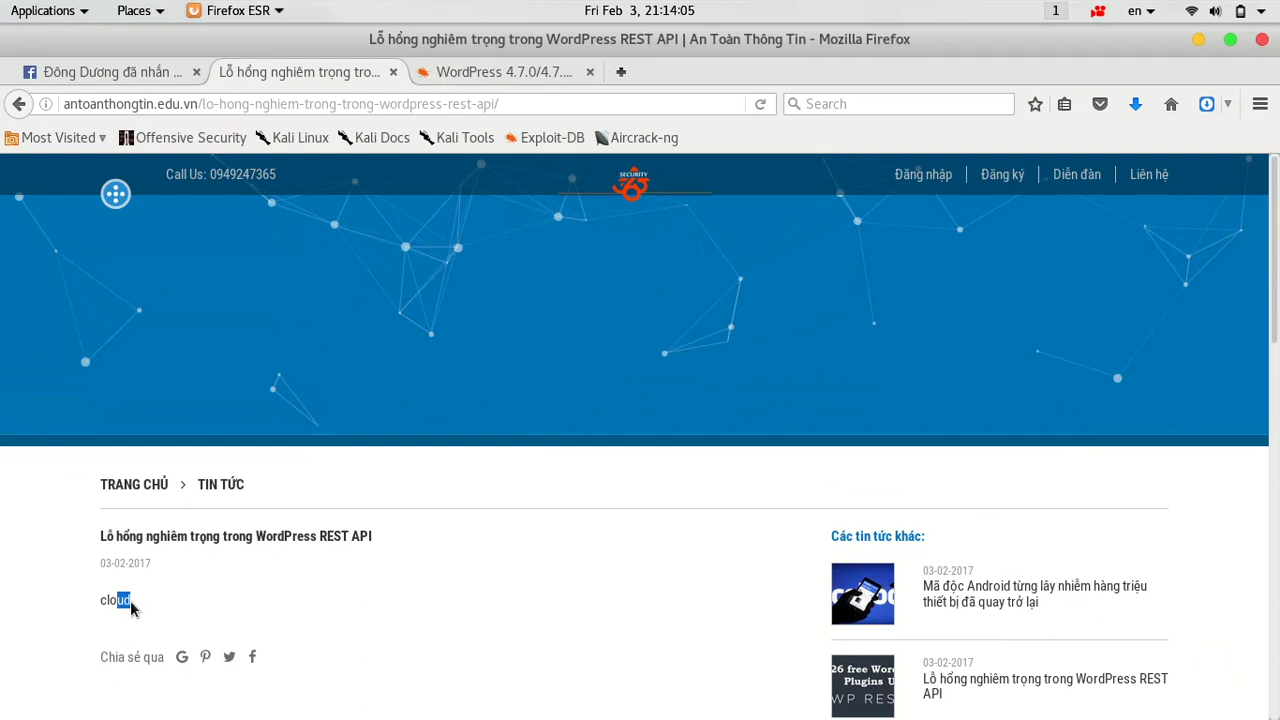 Applications Places Firefox ESR Fri Feb 3, 21:14:05 1 en
Lỗ hổng nghiêm trọng trong WordPress REST API | An Toàn Thông Tin - Mozilla Firefox
Đông Dương đã nhắn ... Lỗ hổng nghiêm trọng tro... WordPress 4.7.0/4.7....
antoanthongtin.edu.vn/lo-hong-nghiem-trong-trong-wordpress-rest-api/ Search
Most Visited Offensive Security Kali Linux Kali Docs Kali Tools Exploit-DB Aircrack-ng
Call Us: 0949247365 SECURITY 365 Đăng nhập Đăng ký Diễn đàn Liên hệ
TRANG CHỦ > TIN TỨC
Lỗ hổng nghiêm trọng trong WordPress REST API
03-02-2017
cloud
Chia sẻ qua
Các tin tức khác:
03-02-2017
Mã độc Android từng lây nhiễm hàng triệu
thiết bị đã quay trở lại
26 free Wor
Plugins U
WP RES
03-02-2017
Lỗ hổng nghiêm trọng trong WordPress REST
API